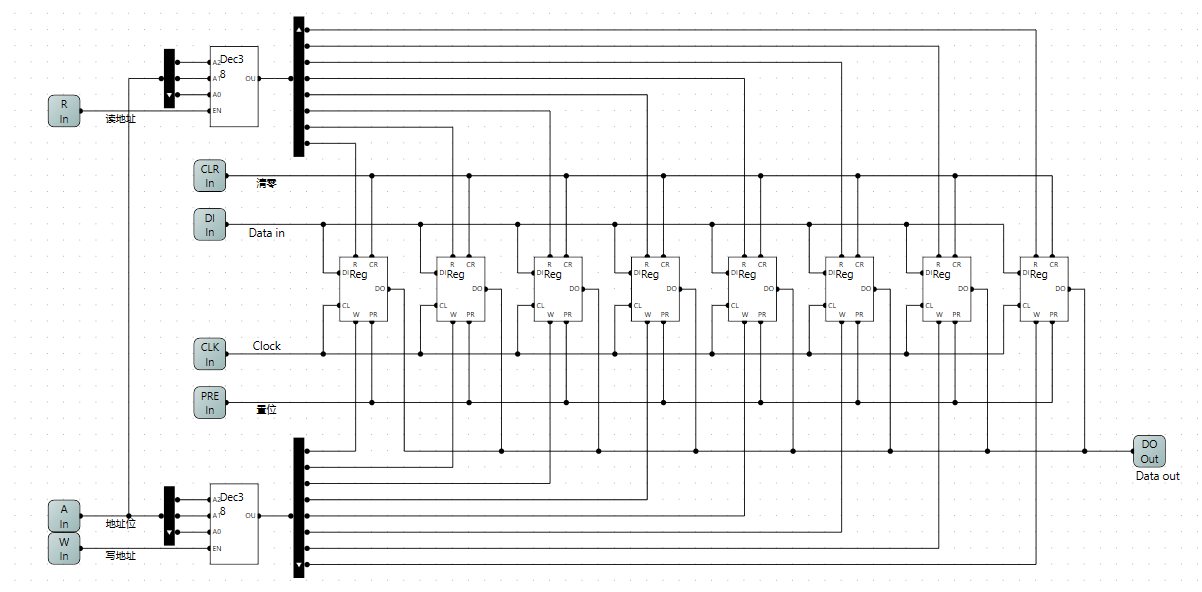 Dec3
8
A2
A1
A0
EN
OU
R
In
读地址
CLR
In
清零
DI
In
Data in
R CR
DI Reg
DO
CL
W PR
R CR
DI Reg
DO
CL
W PR
R CR
DI Reg
DO
CL
W PR
R CR
DI Reg
DO
CL
W PR
R CR
DI Reg
DO
CL
W PR
R CR
DI Reg
DO
CL
W PR
R CR
DI Reg
DO
CL
W PR
R CR
DI Reg
DO
CL
W PR
CLK
In
Clock
PRE
In
置位
DO
Out
Data out
Dec3
8
A2
A1
A0
EN
OU
A
In
地址位
W
In
写地址